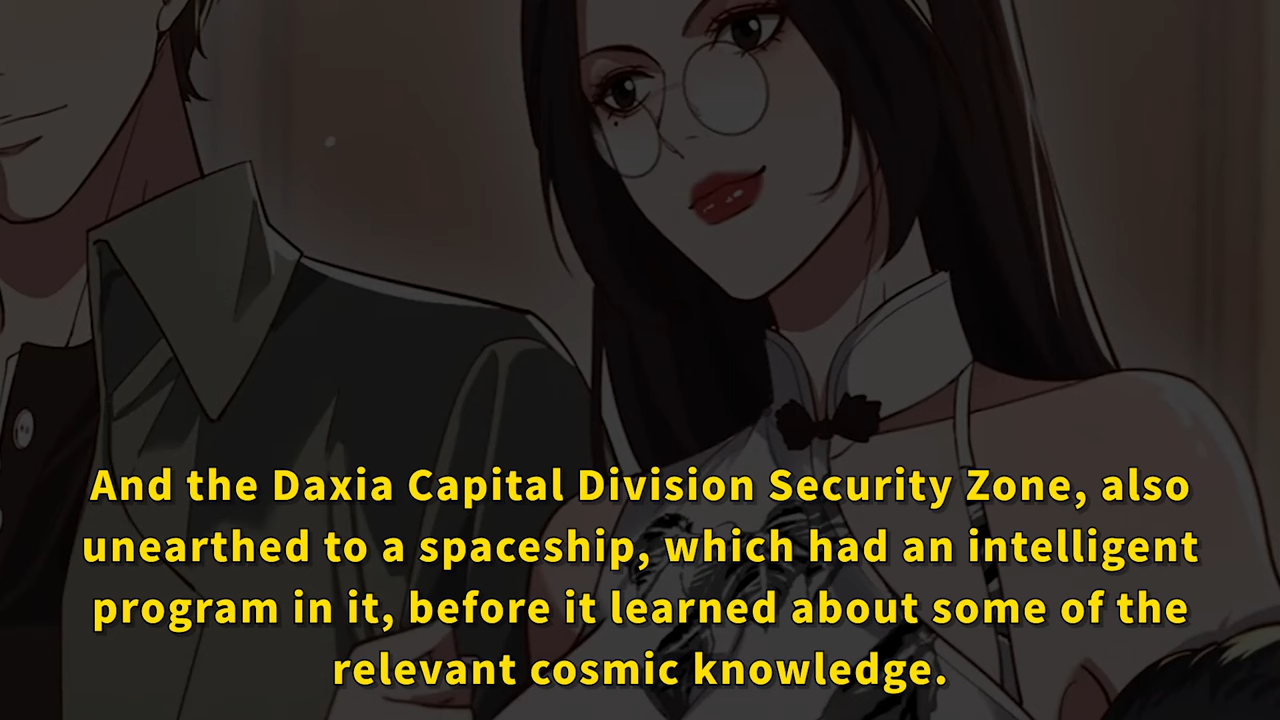 And the Daxia Capital Division Security Zone, also
unearthed to a spaceship, which had an intelligent
program in it, before it learned about some of the
relevant cosmic knowledge.